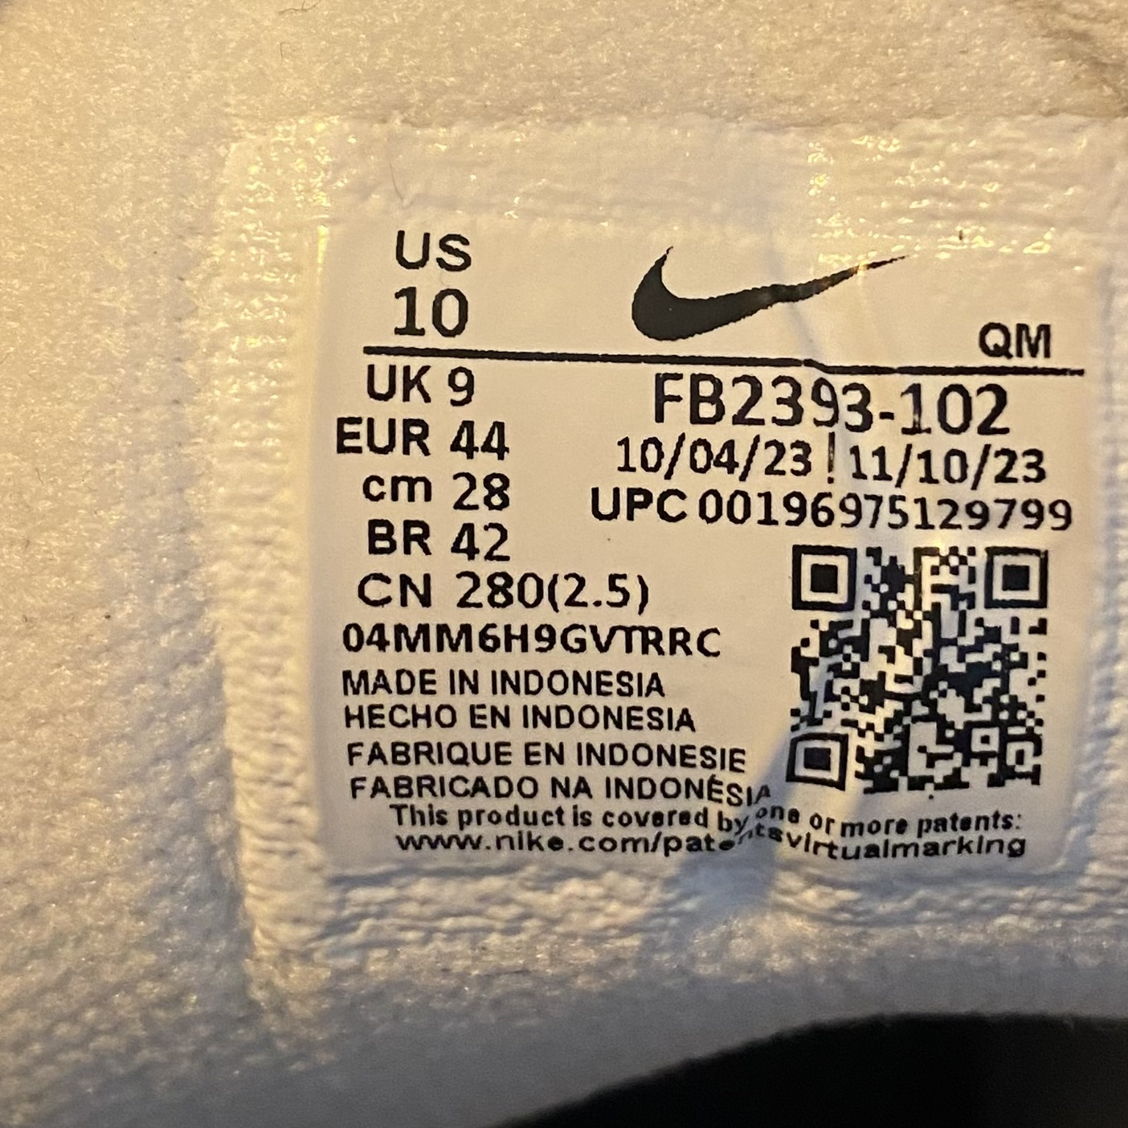 US
10
QM
UK 9
EUR 44
cm 28
BR 42
CN 280(2.5)
FB2393-102
10/04/23 ! 11/10/23
UPC 00196975129799
04MM6H9GVTRRC
MADE IN INDONESIA
HECHO EN INDONESIA
FABRIQUE EN INDONESIE
FABRICADO NA INDONÉSIA
This product is covered by one or more patents:
www.nike.com/patentsvirtualmarking